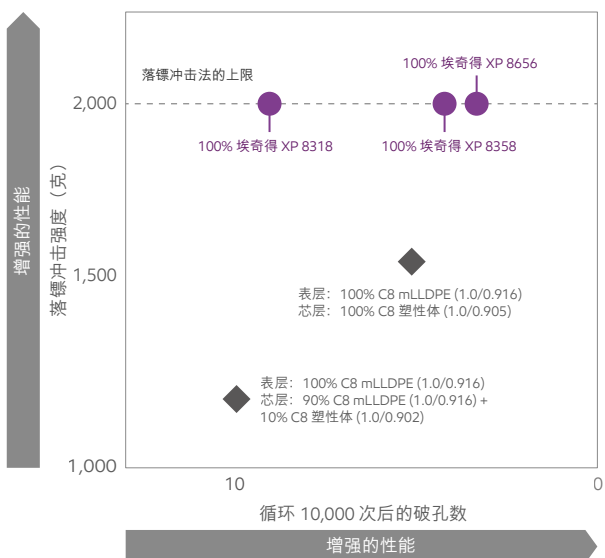 100% 埃奇得 XP 8656
落镖冲击法的上限
2,000
100% 埃奇得 XP 8318
100% 埃奇得 XP 8358
增强的性能
落镖冲击强度（克）
1,500
表层：100% C8 mLLDPE (1.0/0.916)
芯层：100% C8 塑性体 (1.0/0.905)
表层：100% C8 mLLDPE (1.0/0.916)
芯层：90% C8 mLLDPE (1.0/0.916) +
10% C8 塑性体 (1.0/0.902)
1,000
10
0
循环 10,000 次后的破孔数
增强的性能